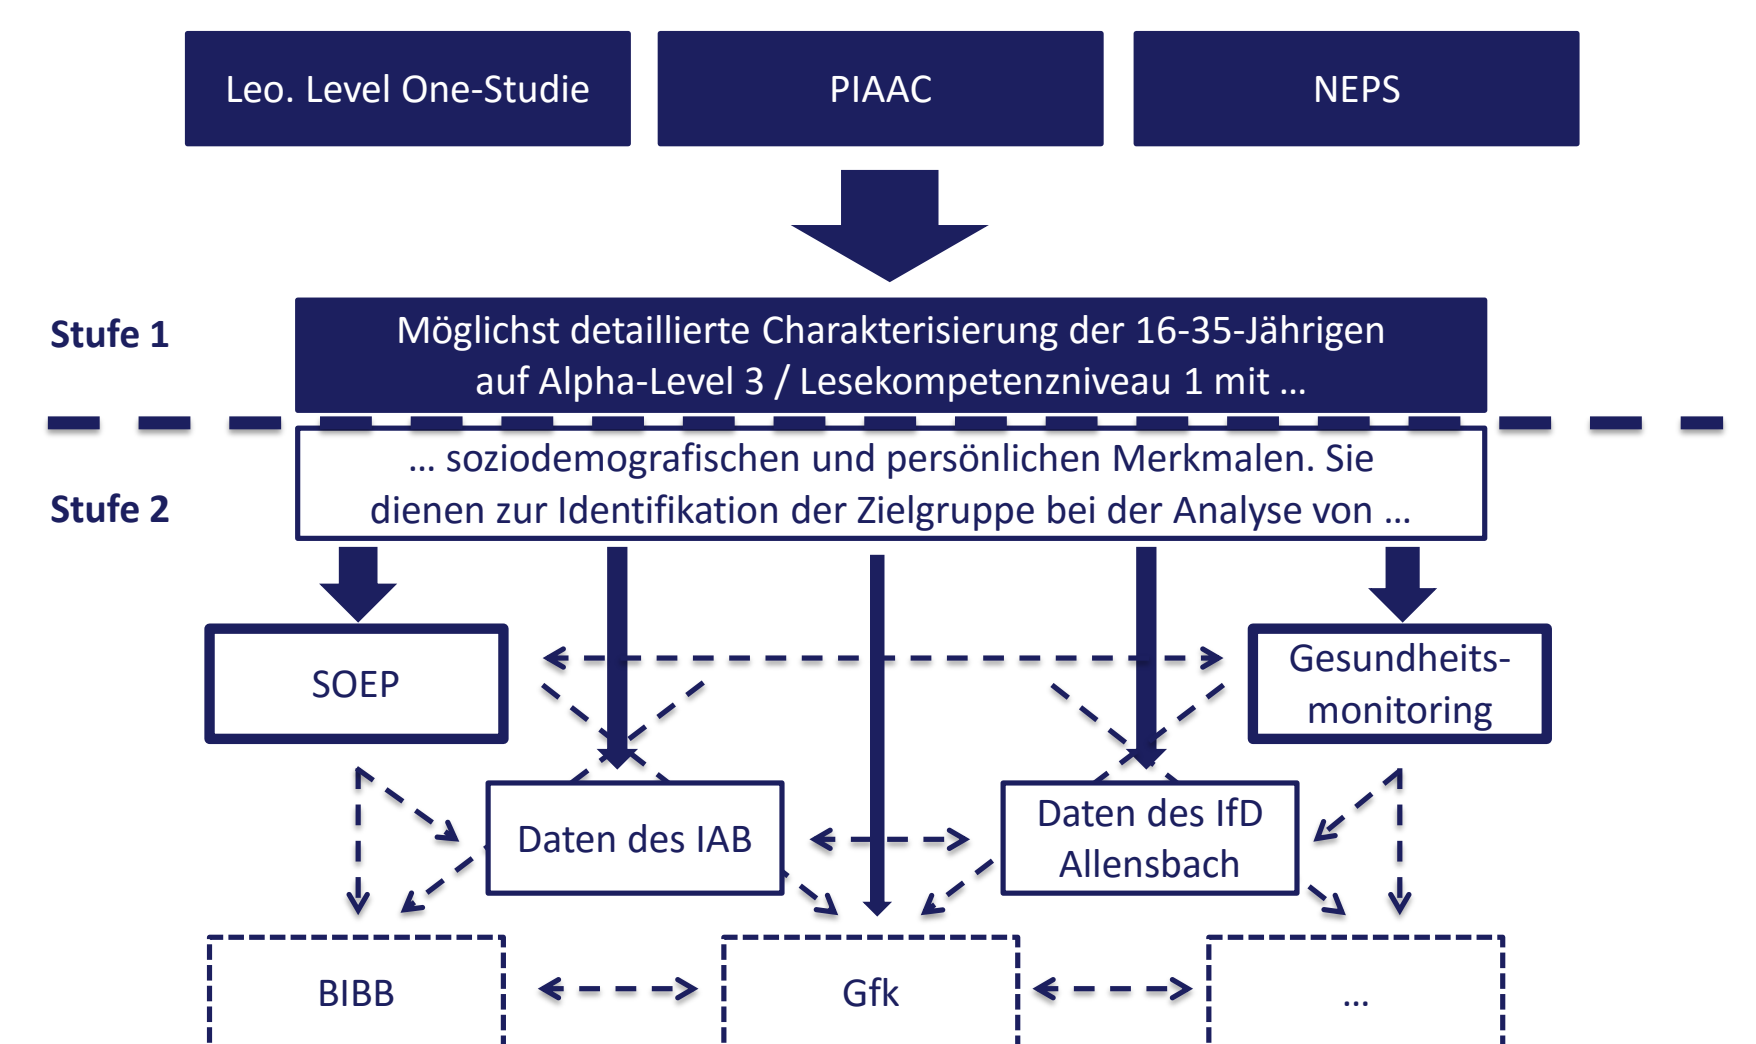 Leo. Level One-Studie
PIAAC
NEPS
Stufe 1
Möglichst detaillierte Charakterisierung der 16-35-Jährigen
auf Alpha-Level 3 / Lesekompetenzniveau 1 mit …
Stufe 2
… soziodemografischen und persönlichen Merkmalen. Sie
dienen zur Identifikation der Zielgruppe bei der Analyse von …
SOEP
Gesundheits-
monitoring
Daten des IAB
Daten des IfD
Allensbach
BIBB
Gfk
…